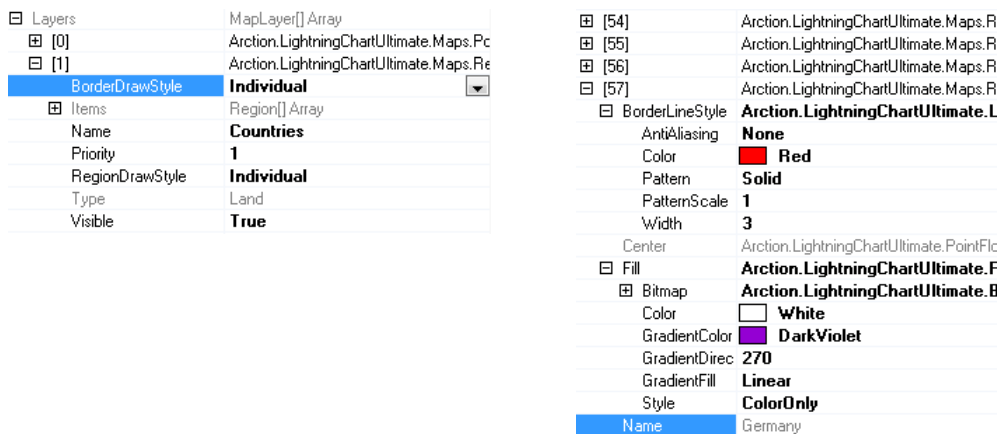 Layers MapLayer[] Array
[0] Arction.LightningChartUltimate.Maps.Pc
[1] Arction.LightningChartUltimate.Maps.Re
BorderDrawStyle Individual
Items Region[] Array
Name Countries
Priority 1
RegionDrawStyle Individual
Type Land
Visible True
[54] Arction.LightningChartUltimate.Maps.R
[55] Arction.LightningChartUltimate.Maps.R
[56] Arction.LightningChartUltimate.Maps.R
[57] Arction.LightningChartUltimate.Maps.R
BorderLineStyle Arction.LightningChartUltimate.L
AntiAliasing None
Color Red
Pattern Solid
PatternScale 1
Width 3
Center Arction.LightningChartUltimate.PointFlo
Fill Arction.LightningChartUltimate.F
Bitmap Arction.LightningChartUltimate.B
Color White
GradientColor DarkViolet
GradientDirec 270
GradientFill Linear
Style ColorOnly
Name Germany